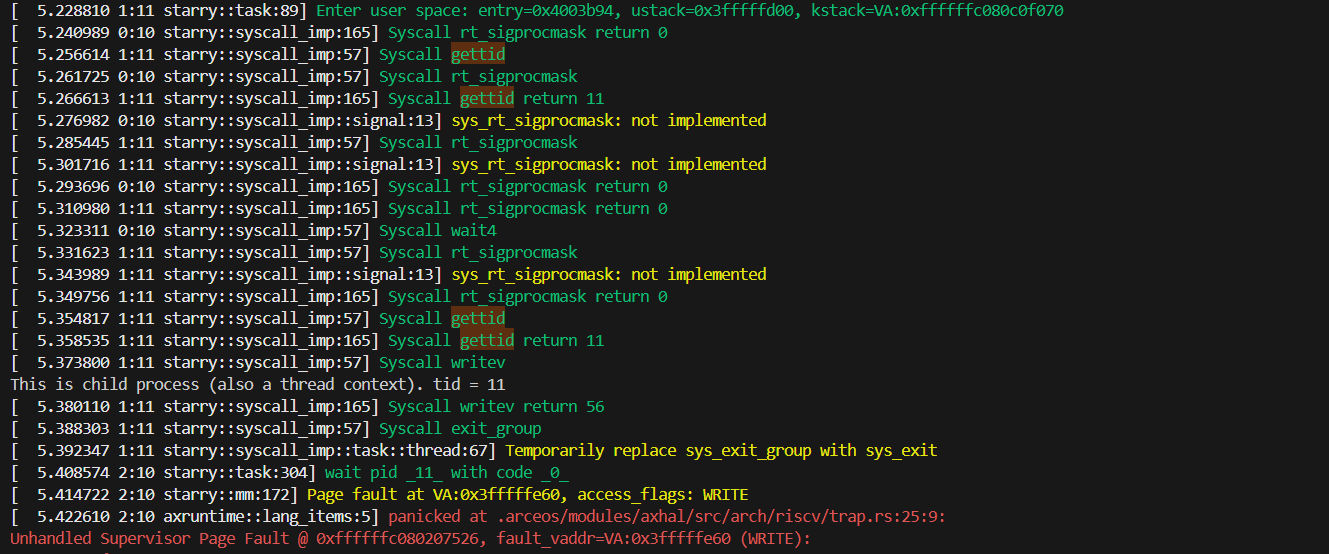 [  5.228810 1:11 starry::task:89] Enter user space: entry=0x4003b94, ustack=0x3fffffd00, kstack=VA:0xffffffc080c0f070
[  5.240989 0:10 starry::syscall_imp:165] Syscall rt_sigprocmask return 0
[  5.256614 1:11 starry::syscall_imp:57] Syscall gettid
[  5.261725 0:10 starry::syscall_imp:57] Syscall rt_sigprocmask
[  5.266613 1:11 starry::syscall_imp:165] Syscall gettid return 11
[  5.276982 0:10 starry::syscall_imp::signal:13] sys_rt_sigprocmask: not implemented
[  5.285445 1:11 starry::syscall_imp:57] Syscall rt_sigprocmask
[  5.301716 1:11 starry::syscall_imp::signal:13] sys_rt_sigprocmask: not implemented
[  5.293696 0:10 starry::syscall_imp:165] Syscall rt_sigprocmask return 0
[  5.310980 1:11 starry::syscall_imp:165] Syscall rt_sigprocmask return 0
[  5.323311 0:10 starry::syscall_imp:57] Syscall wait4
[  5.331623 1:11 starry::syscall_imp:57] Syscall rt_sigprocmask
[  5.343989 1:11 starry::syscall_imp::signal:13] sys_rt_sigprocmask: not implemented
[  5.349756 1:11 starry::syscall_imp:165] Syscall rt_sigprocmask return 0
[  5.354817 1:11 starry::syscall_imp:57] Syscall gettid
[  5.358535 1:11 starry::syscall_imp:165] Syscall gettid return 11
[  5.373800 1:11 starry::syscall_imp:57] Syscall writev
This is child process (also a thread context). tid = 11
[  5.380110 1:11 starry::syscall_imp:165] Syscall writev return 56
[  5.388303 1:11 starry::syscall_imp:57] Syscall exit_group
[  5.392347 1:11 starry::syscall_imp::task::thread:67] Temporarily replace sys_exit_group with sys_exit
[  5.408574 2:10 starry::task:304] wait pid _11_ with code _0_
[  5.414722 2:10 starry::mm:172] Page fault at VA:0x3fffffe60, access_flags: WRITE
[  5.422610 2:10 axruntime::lang_items:5] panicked at .arceos/modules/axhal/src/arch/riscv/trap.rs:25:9:
Unhandled Supervisor Page Fault @ 0xffffffc080207526, fault_vaddr=VA:0x3fffffe60 (WRITE):